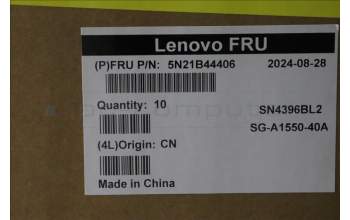 Lenovo FRU
(P)FRU P/N: 5N21B44406 2024-08-28
Quantity: 10 SN4396BL2
SG-A1550-40A
(4L)Origin: CN
Made in China